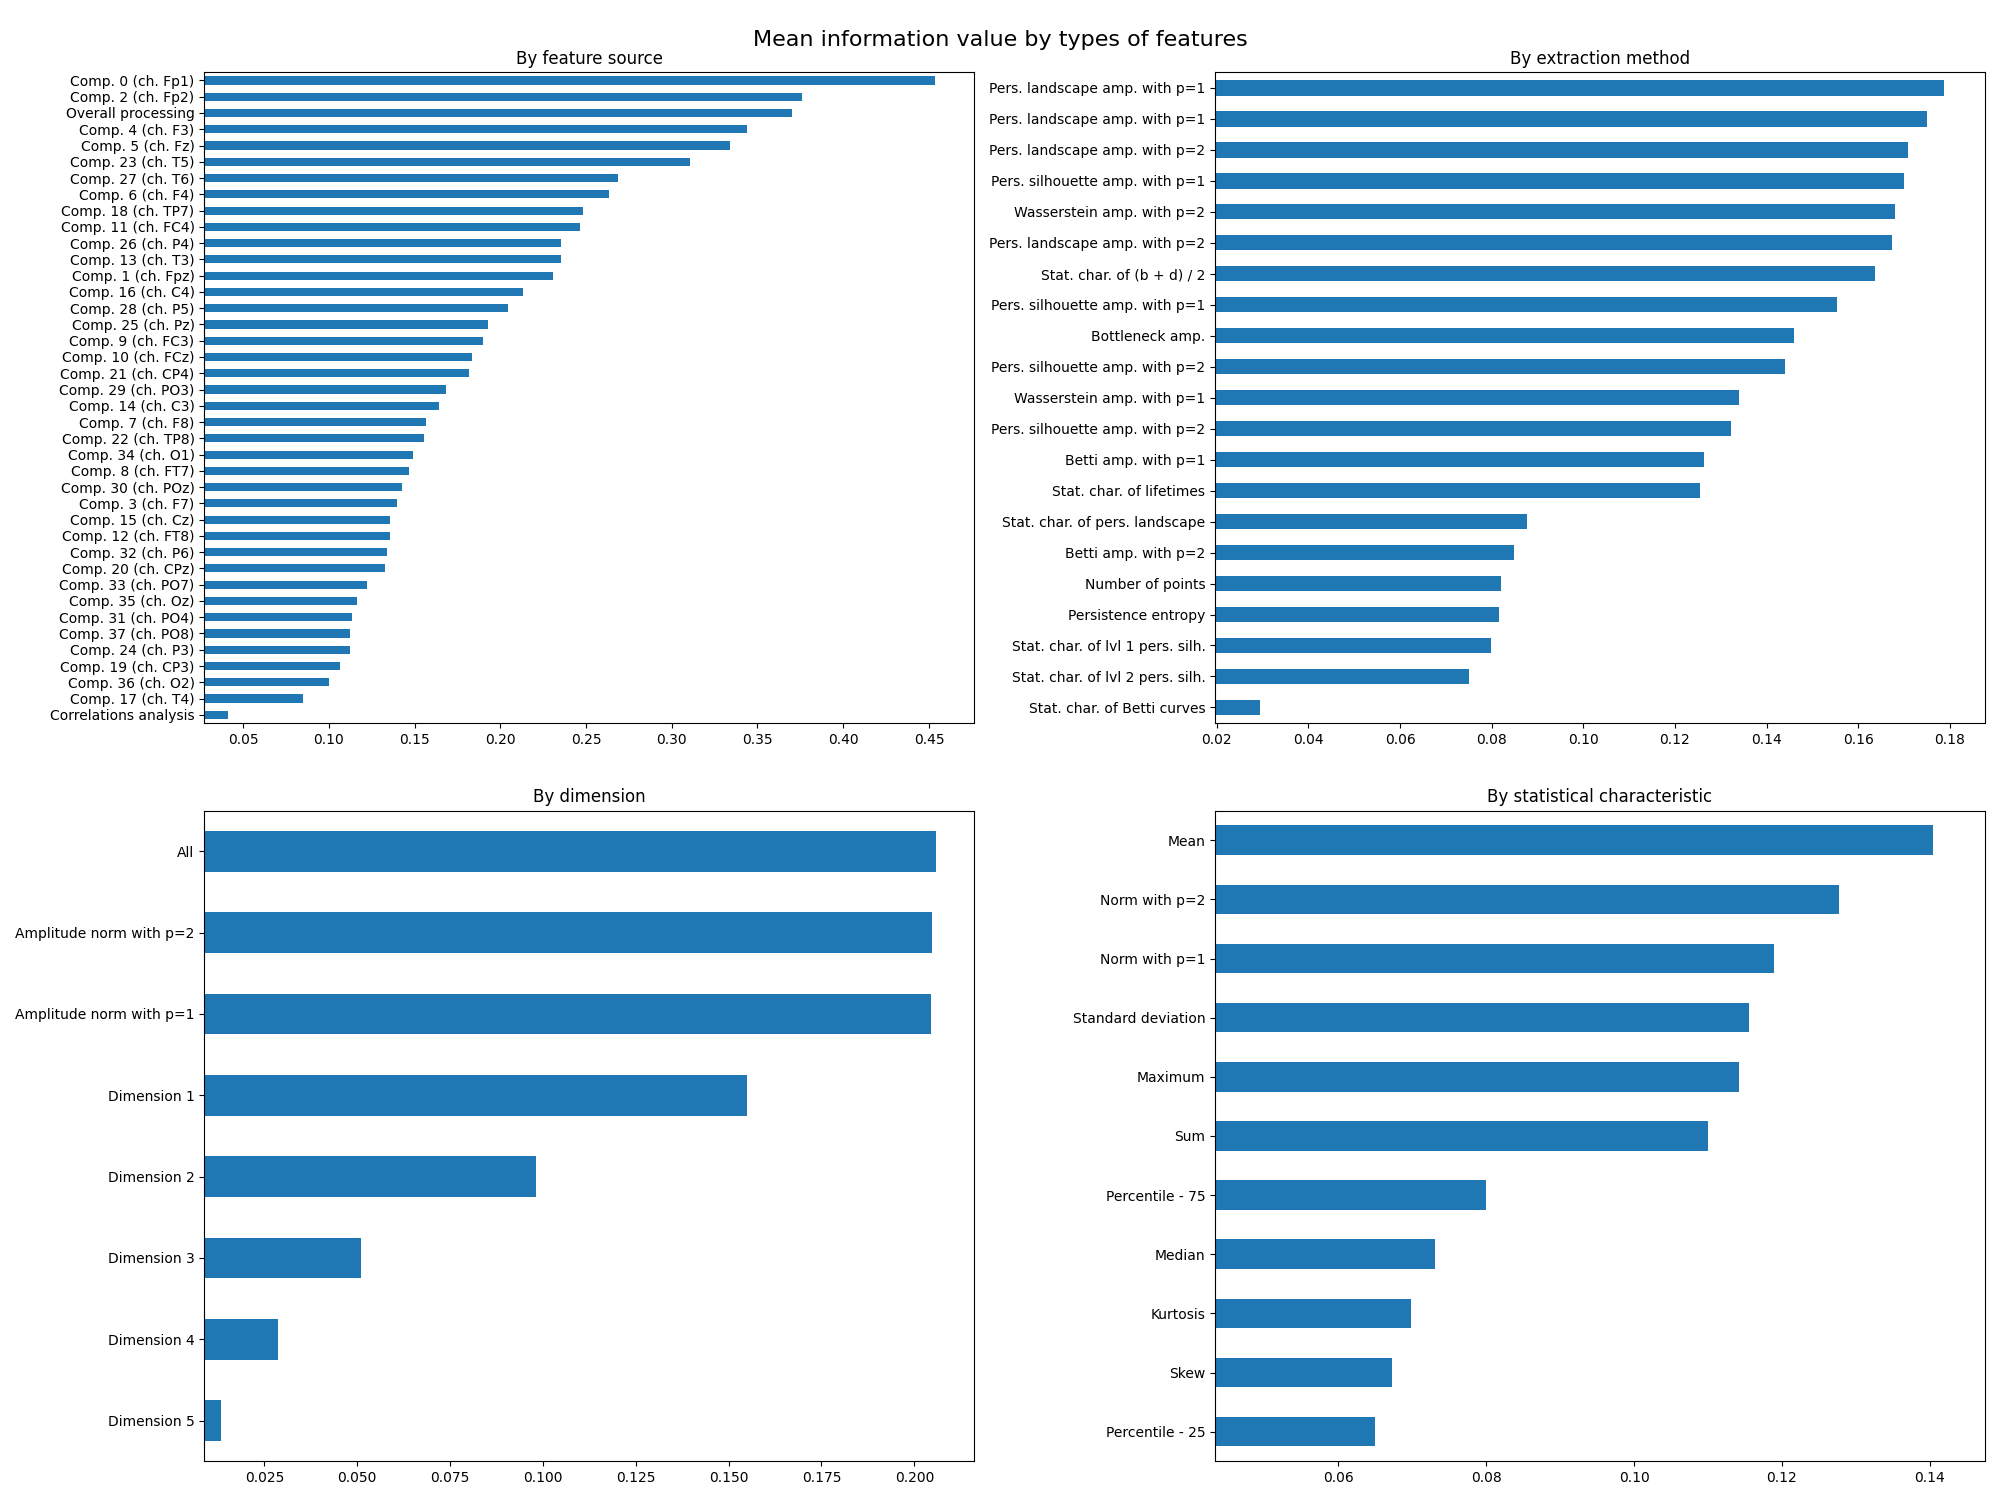 Mean information value by types of features
By feature source
Comp. 0 (ch. Fp1)
Comp. 2 (ch. Fp2)
Overall processing
Comp. 4 (ch. F3)
Comp. 5 (ch. Fz)
Comp. 23 (ch. T5)
Comp. 27 (ch. T6)
Comp. 6 (ch. F4)
Comp. 18 (ch. TP7)
Comp. 11 (ch. FC4)
Comp. 26 (ch. P4)
Comp. 13 (ch. T3)
Comp. 1 (ch. Fpz)
Comp. 16 (ch. C4)
Comp. 28 (ch. P5)
Comp. 25 (ch. Pz)
Comp. 9 (ch. FC3)
Comp. 10 (ch. FCz)
Comp. 21 (ch. CP4)
Comp. 29 (ch. PO3)
Comp. 14 (ch. C3)
Comp. 7 (ch. F8)
Comp. 22 (ch. TP8)
Comp. 34 (ch. O1)
Comp. 8 (ch. FT7)
Comp. 30 (ch. POz)
Comp. 3 (ch. F7)
Comp. 15 (ch. Cz)
Comp. 12 (ch. FT8)
Comp. 32 (ch. P6)
Comp. 20 (ch. CPz)
Comp. 33 (ch. PO7)
Comp. 35 (ch. Oz)
Comp. 31 (ch. PO4)
Comp. 37 (ch. PO8)
Comp. 24 (ch. P3)
Comp. 19 (ch. CP3)
Comp. 36 (ch. O2)
Comp. 17 (ch. T4)
Correlations analysis
0.05 0.10 0.15 0.20 0.25 0.30 0.35 0.40 0.45
By extraction method
Pers. landscape amp. with p=1
Pers. landscape amp. with p=1
Pers. landscape amp. with p=2
Pers. silhouette amp. with p=1
Wasserstein amp. with p=2
Pers. landscape amp. with p=2
Stat. char. of (b + d) / 2
Pers. silhouette amp. with p=1
Bottleneck amp.
Pers. silhouette amp. with p=2
Wasserstein amp. with p=1
Pers. silhouette amp. with p=2
Betti amp. with p=1
Stat. char. of lifetimes
Stat. char. of pers. landscape
Betti amp. with p=2
Number of points
Persistence entropy
Stat. char. of lvl 1 pers. silh.
Stat. char. of lvl 2 pers. silh.
Stat. char. of Betti curves
0.02 0.04 0.06 0.08 0.10 0.12 0.14 0.16 0.18
By dimension
All
Amplitude norm with p=2
Amplitude norm with p=1
Dimension 1
Dimension 2
Dimension 3
Dimension 4
Dimension 5
0.025 0.050 0.075 0.100 0.125 0.150 0.175 0.200
By statistical characteristic
Mean
Norm with p=2
Norm with p=1
Standard deviation
Maximum
Sum
Percentile - 75
Median
Kurtosis
Skew
Percentile - 25
0.06 0.08 0.10 0.12 0.14